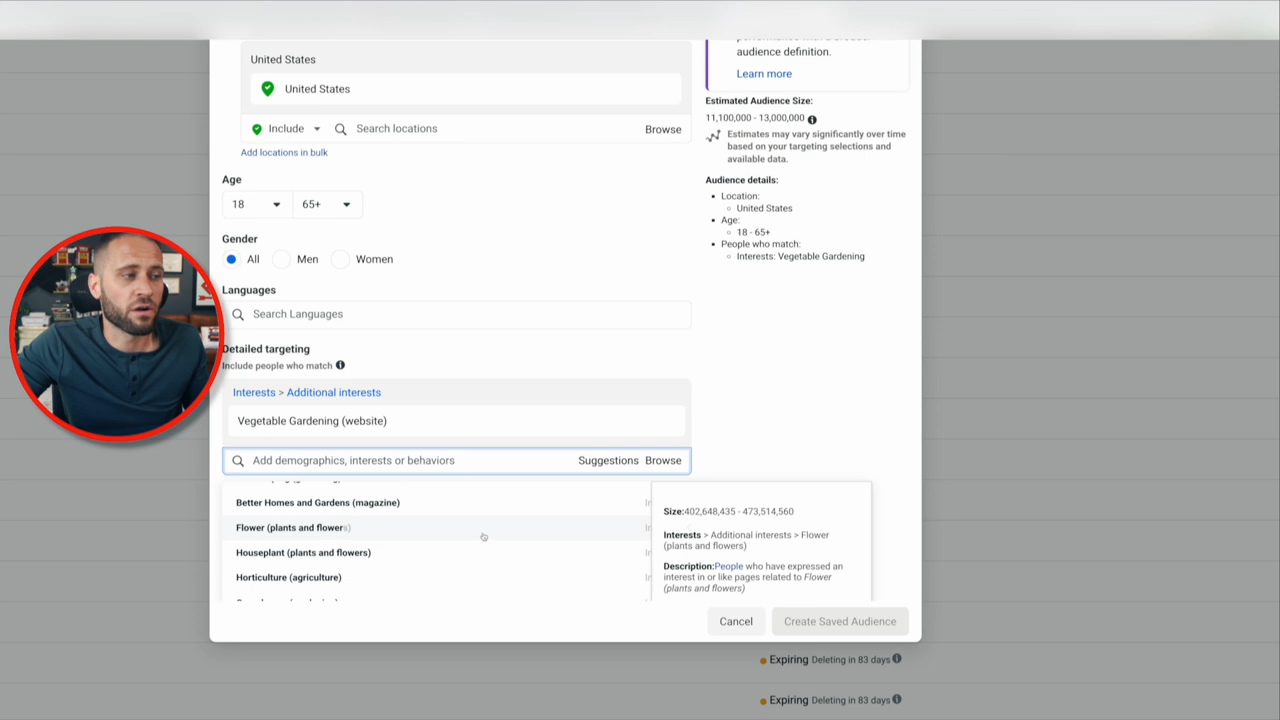 audience definition.
Learn more
United States
United States
Include
Search locations
Browse
Add locations in bulk
Age
18
65+
Gender
All
Men
Women
Languages
Search Languages
Detailed targeting
Include people who match
Interests > Additional interests
Vegetable Gardening (website)
Add demographics, interests or behaviors
Suggestions
Browse
Better Homes and Gardens (magazine)
Flower (plants and flowers)
Houseplant (plants and flowers)
Horticulture (agriculture)
Estimated Audience Size:
11,100,000 - 13,000,000
Estimates may vary significantly over time
based on your targeting selections and
available data.
Audience details:
Location:
United States
Age:
18 - 65+
People who match:
Interests: Vegetable Gardening
Size:402,648,435 - 473,514,560
Interests > Additional interests > Flower
(plants and flowers)
Description:People who have expressed an
interest in or like pages related to Flower
(plants and flowers)
Cancel
Create Saved Audience
Expiring Deleting in 83 days
Expiring Deleting in 83 days